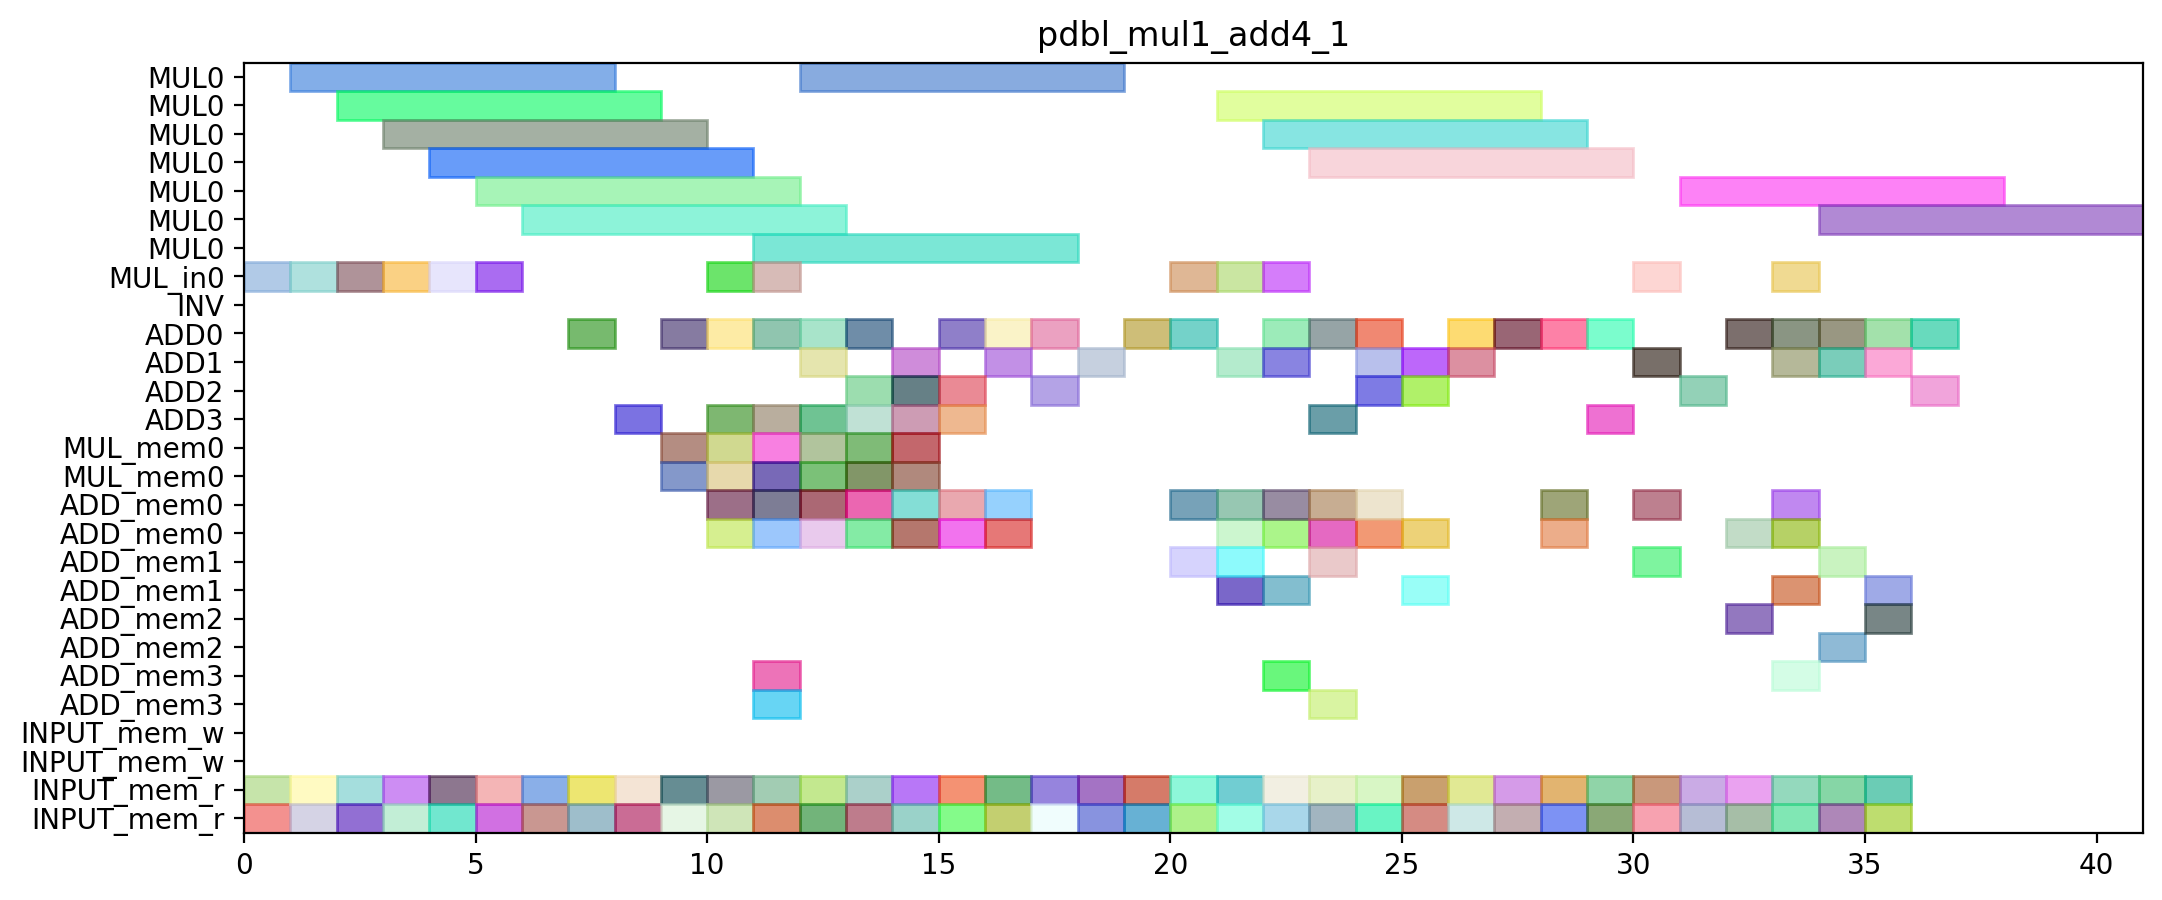 pdbl_mul1_add4_1
MUL0
MUL0
MUL0
MUL0
MUL0
MUL0
MUL0
MUL_in0
INV
ADD0
ADD1
ADD2
ADD3
MUL_mem0
MUL_mem0
ADD_mem0
ADD_mem0
ADD_mem1
ADD_mem1
ADD_mem2
ADD_mem2
ADD_mem3
ADD_mem3
INPUT_mem_w
INPUT_mem_w
INPUT_mem_r
INPUT_mem_r
0 5 10 15 20 25 30 35 40